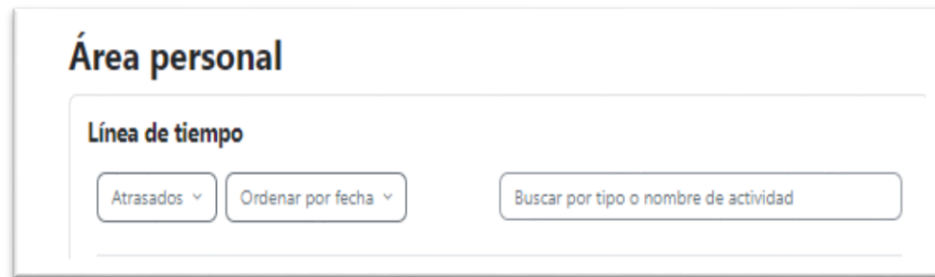 Área personal
Línea de tiempo
Atrasados Ordenar por fecha Buscar por tipo o nombre de actividad